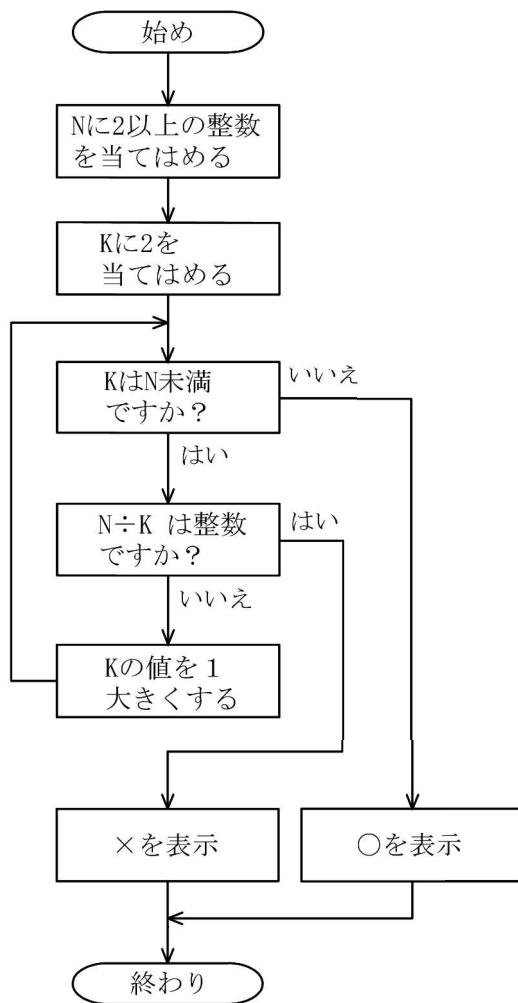 始め
Nに2以上の整数
を当てはめる
Kに2を
当てはめる
KはN未満
ですか？
いいえ
はい
N÷K は整数
ですか？
はい
いいえ
Kの値を１
大きくする
×を表示
○を表示
終わり